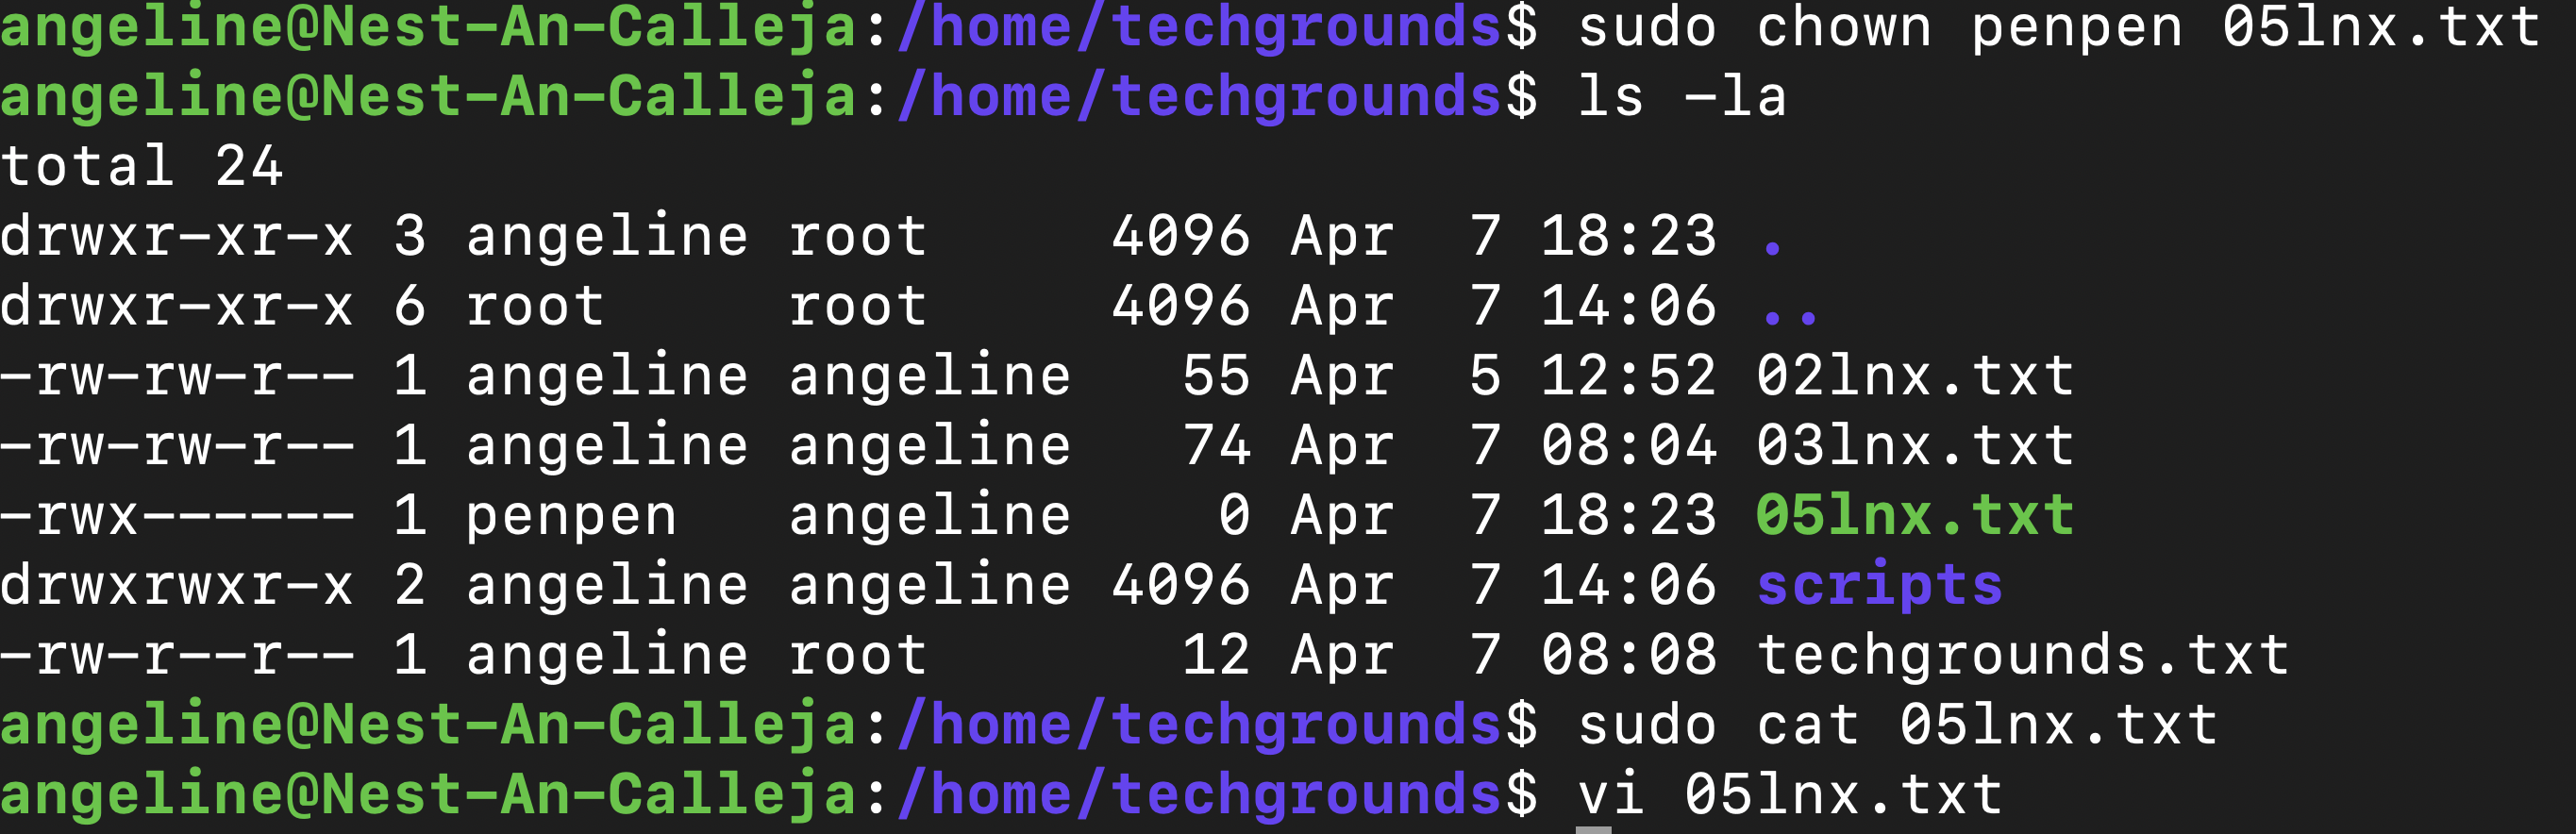 angeline@Nest-An-Calleja:/home/techgrounds$ sudo chown penpen 05lnx.txt
angeline@Nest-An-Calleja:/home/techgrounds$ ls -la
total 24
drwxr-xr-x 3 angeline root     4096 Apr  7 18:23 .
drwxr-xr-x 6 root     root     4096 Apr  7 14:06 ..
-rw-rw-r-- 1 angeline angeline   55 Apr  5 12:52 02lnx.txt
-rw-rw-r-- 1 angeline angeline   74 Apr  7 08:04 03lnx.txt
-rwx------ 1 penpen   angeline    0 Apr  7 18:23 05lnx.txt
drwxrwxr-x 2 angeline angeline 4096 Apr  7 14:06 scripts
-rw-r--r-- 1 angeline root       12 Apr  7 08:08 techgrounds.txt
angeline@Nest-An-Calleja:/home/techgrounds$ sudo cat 05lnx.txt
angeline@Nest-An-Calleja:/home/techgrounds$ vi 05lnx.txt